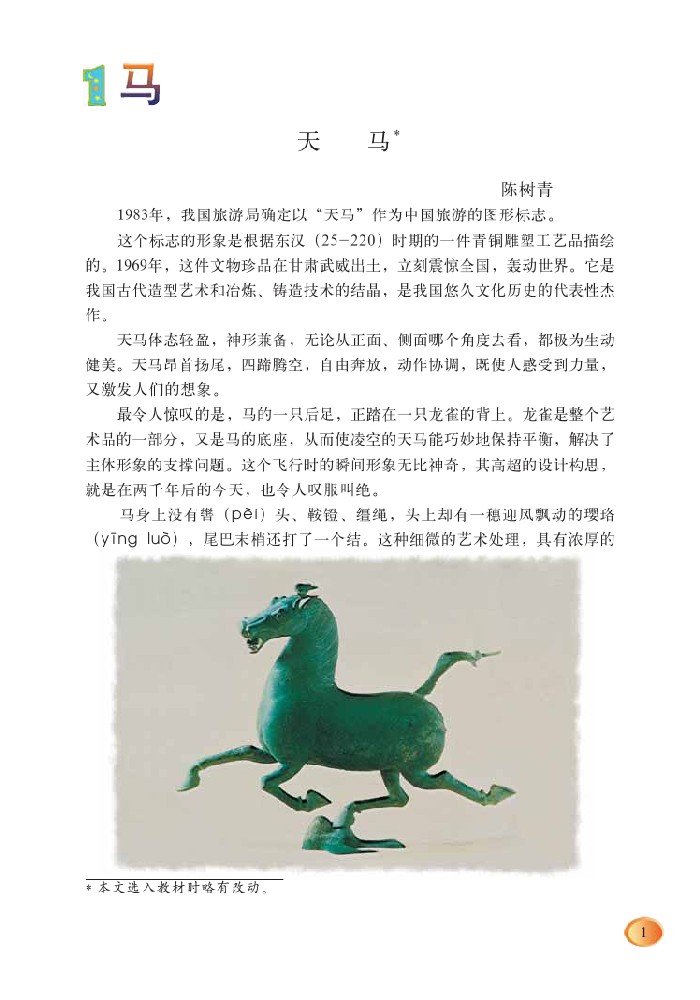 1 马
天 马*
陈树青
1983年，我国旅游局确定以“天马”作为中国旅游的图形标志。
这个标志的形象是根据东汉（25—220）时期的一件青铜雕塑工艺品描绘
的。1969年，这件文物珍品在甘肃武威出土，立刻震惊全国，轰动世界。它是
我国古代造型艺术和冶炼、铸造技术的结晶，是我国悠久文化历史的代表性杰
作。
天马体态轻盈，神形兼备，无论从正面、侧面哪个角度去看，都极为生动
健美。天马昂首扬尾，四蹄腾空，自由奔放，动作协调，既使人感受到力量，
又激发人们的想象。
最令人惊叹的是，马的一只后足，正踏在一只龙雀的背上。龙雀是整个艺
术品的一部分，又是马的底座，从而使凌空的天马能巧妙地保持平衡，解决了
主体形象的支撑问题。这个飞行时的瞬间形象无比神奇，其高超的设计构思，
就是在两千年后的今天，也令人叹服叫绝。
马身上没有辔（pèi）头、鞍镫、缰绳，头上却有一穗迎风飘动的璎珞
（yīng luò），尾巴末梢还打了一个结。这种细微的艺术处理，具有浓厚的
* 本文选入教材时略有改动。
1